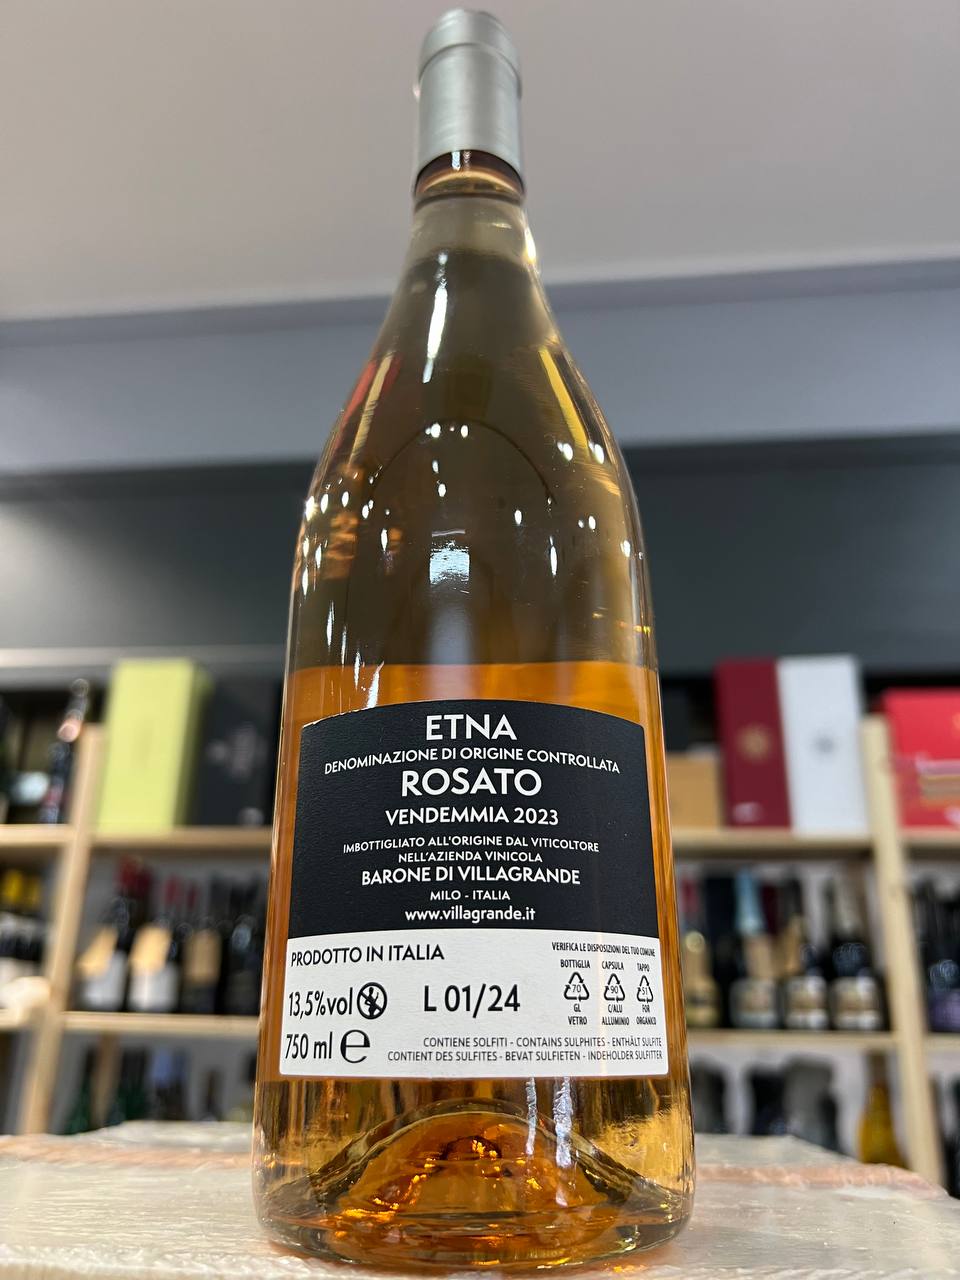 ETNA
DENOMINAZIONE DI ORIGINE CONTROLLATA
ROSATO
VENDEMMIA 2023
IMBOTTIGLIATO ALL'ORIGINE DAL VITICOLTORE
NELL'AZIENDA VINICOLA
BARONE DI VILLAGRANDE
MILO - ITALIA
www.villagrande.it
PRODOTTO IN ITALIA
13,5%vol
750 ml e
L 01/24
VERIFICA LE DISPOSIZIONI DEL TUO COMUNE
BOTTIGLIA CAPSULA TAPPO
70 90 51
GL C/ALU FOR
VETRO ALLUMINIO ORGANICO
CONTIENE SOLFITI - CONTAINS SULPHITES - ENTHÄLT SULFITE
CONTIENT DES SULFITES - BEVAT SULFIETEN - INDEHOLDER SULFITTER